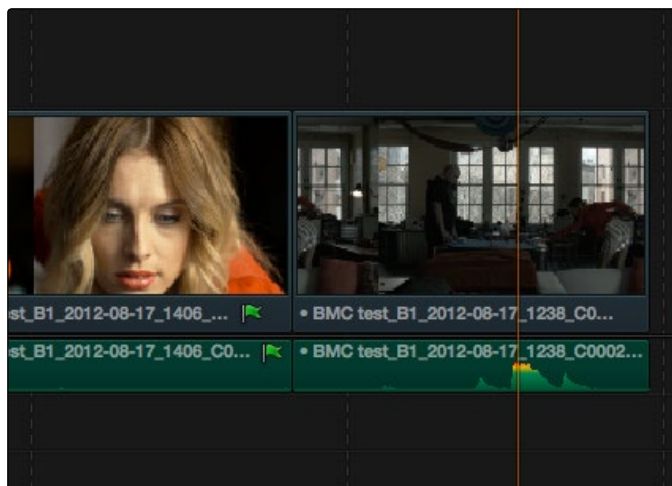 st_B1_2012-08-17_1406_...
• BMC test_B1_2012-08-17_1238_C0...
st_B1_2012-08-17_1406_C0...
• BMC test_B1_2012-08-17_1238_C0002...